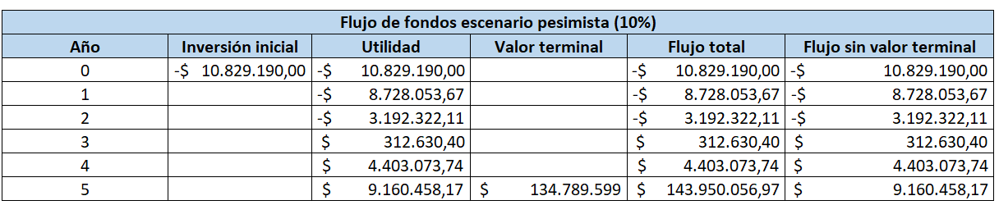 Flujo de fondos escenario pesimista (10%)
Año Inversión inicial Utilidad Valor terminal Flujo total Flujo sin valor terminal
0 -$ 10.829.190,00 -$ 10.829.190,00 -$ 10.829.190,00 -$ 10.829.190,00
1 -$ 8.728.053,67 -$ 8.728.053,67 -$ 8.728.053,67
2 -$ 3.192.322,11 -$ 3.192.322,11 -$ 3.192.322,11
3 $ 312.630,40 $ 312.630,40 $ 312.630,40
4 $ 4.403.073,74 $ 4.403.073,74 $ 4.403.073,74
5 $ 9.160.458,17 $ 134.789.599 $ 143.950.056,97 $ 9.160.458,17